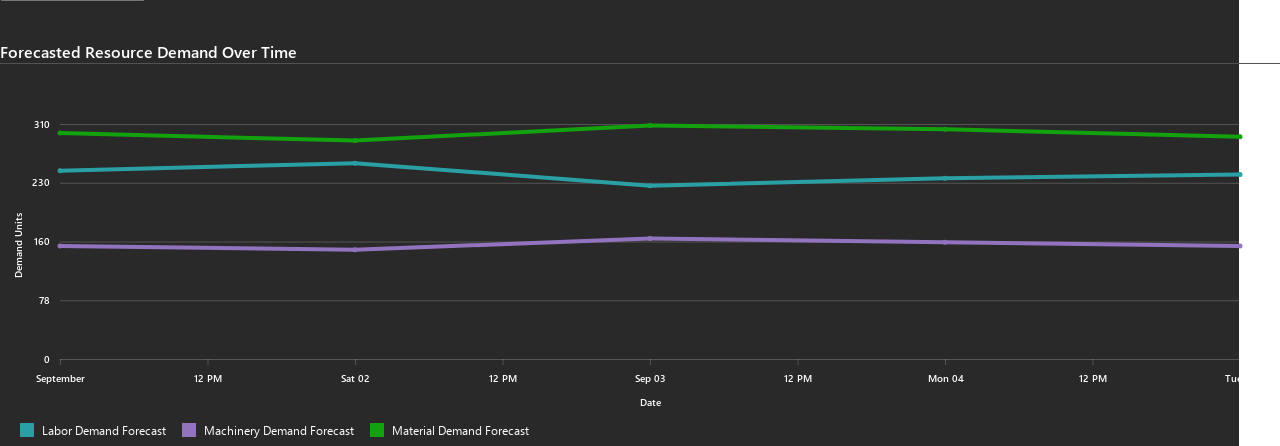 Forecasted Resource Demand Over Time
310
230
160
78
0
Demand Units
September 12 PM Sat 02 12 PM Sep 03 12 PM Mon 04 12 PM Tue
Date
Labor Demand Forecast Machinery Demand Forecast Material Demand Forecast